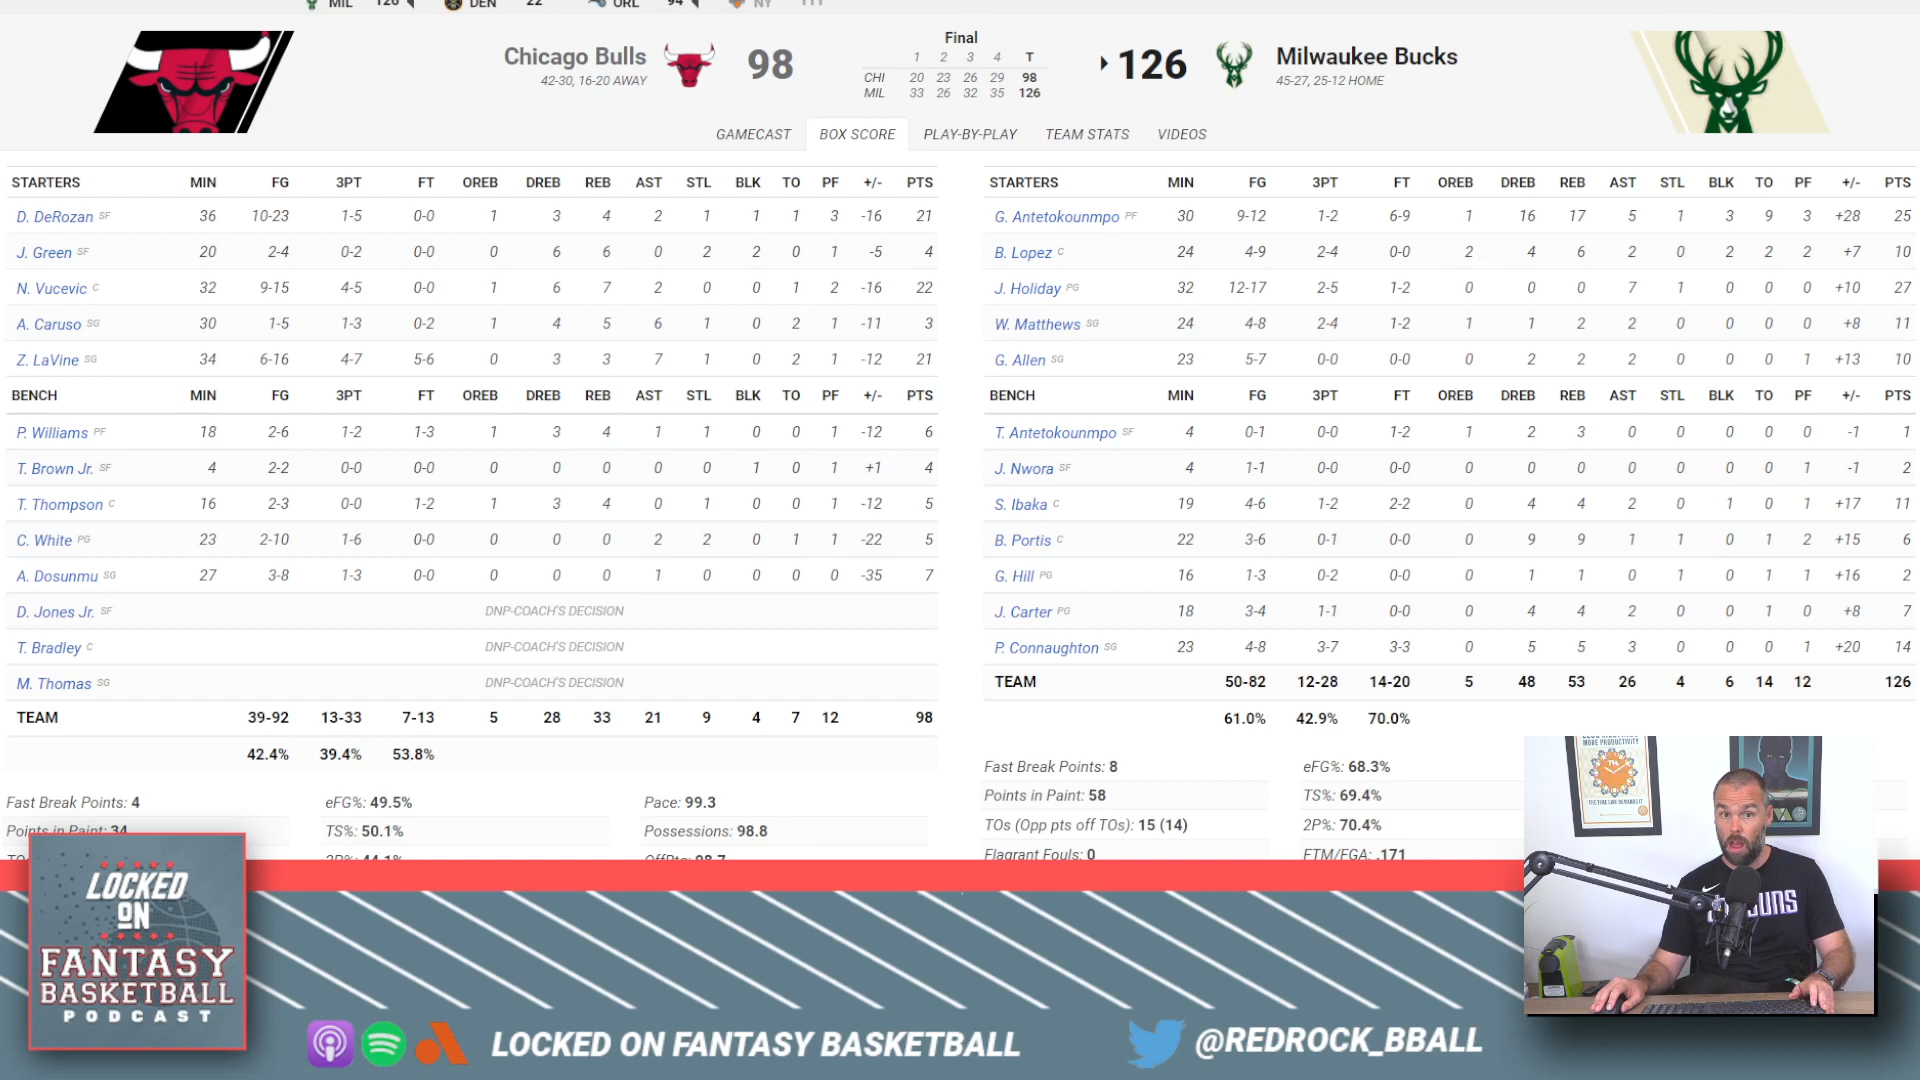 MIL 126 DEN 22 ORL 94 NY 111
Chicago Bulls
42-30, 16-20 AWAY
98
Final
1 2 3 4 T
CHI 20 23 26 29 98
MIL 33 26 32 35 126
126
Milwaukee Bucks
45-27, 25-12 HOME
GAMECAST BOX SCORE PLAY-BY-PLAY TEAM STATS VIDEOS
STARTERS MIN FG 3PT FT OREB DREB REB AST STL BLK TO PF +/- PTS
D. DeRozan SF 36 10-23 1-5 0-0 1 3 4 2 1 1 1 3 -16 21
J. Green SF 20 2-4 0-2 0-0 0 6 6 0 2 2 0 1 -5 4
N. Vucevic C 32 9-15 4-5 0-0 1 6 7 2 0 0 1 2 -16 22
A. Caruso SG 30 1-5 1-3 0-2 1 4 5 6 1 0 2 1 -11 3
Z. LaVine SG 34 6-16 4-7 5-6 0 3 3 7 1 0 2 1 -12 21
BENCH MIN FG 3PT FT OREB DREB REB AST STL BLK TO PF +/- PTS
P. Williams PF 18 2-6 1-2 1-3 1 3 4 1 1 0 0 1 -12 6
T. Brown Jr. SF 4 2-2 0-0 0-0 0 0 0 0 0 1 0 1 +1 4
T. Thompson C 16 2-3 0-0 1-2 1 3 4 0 1 0 0 1 -12 5
C. White PG 23 2-10 1-6 0-0 0 0 0 2 2 0 1 1 -22 5
A. Dosunmu SG 27 3-8 1-3 0-0 0 0 0 1 0 0 0 0 -35 7
D. Jones Jr. SF DNP-COACH'S DECISION
T. Bradley C DNP-COACH'S DECISION
M. Thomas SG DNP-COACH'S DECISION
TEAM 39-92 13-33 7-13 5 28 33 21 9 4 7 12 98
42.4% 39.4% 53.8%
Fast Break Points: 4 eFG%: 49.5% Pace: 99.3
Points in Paint: 34 TS%: 50.1% Possessions: 98.8
2P%: 44.1% OffRtg: 98.7
STARTERS MIN FG 3PT FT OREB DREB REB AST STL BLK TO PF +/- PTS
G. Antetokounmpo PF 30 9-12 1-2 6-9 1 16 17 5 1 3 9 3 +28 25
B. Lopez C 24 4-9 2-4 0-0 2 4 6 2 0 2 2 2 +7 10
J. Holiday PG 32 12-17 2-5 1-2 0 0 0 7 1 0 0 0 +10 27
W. Matthews SG 24 4-8 2-4 1-2 1 1 2 2 0 0 0 0 +8 11
G. Allen SG 23 5-7 0-0 0-0 0 2 2 2 0 0 0 1 +13 10
BENCH MIN FG 3PT FT OREB DREB REB AST STL BLK TO PF +/- PTS
T. Antetokounmpo SF 4 0-1 0-0 1-2 1 2 3 0 0 0 0 0 -1 1
J. Nwora SF 4 1-1 0-0 0-0 0 0 0 0 0 0 0 1 -1 2
S. Ibaka C 19 4-6 1-2 2-2 0 4 4 2 0 1 0 1 +17 11
B. Portis C 22 3-6 0-1 0-0 0 9 9 1 1 0 1 2 +15 6
G. Hill PG 16 1-3 0-2 0-0 0 1 1 0 1 0 1 1 +16 2
J. Carter PG 18 3-4 1-1 0-0 0 4 4 2 0 0 1 0 +8 7
P. Connaughton SG 23 4-8 3-7 3-3 0 5 5 3 0 0 0 1 +20 14
TEAM 50-82 12-28 14-20 5 48 53 26 4 6 14 12 126
61.0% 42.9% 70.0%
Fast Break Points: 8 eFG%: 68.3%
Points in Paint: 58 TS%: 69.4%
TOs (Opp pts off TOs): 15 (14) 2P%: 70.4%
Flagrant Fouls: 0 FTM/FGA: .171
MORE PRODUCTIVITY
LOCKED
ON
FANTASY
BASKETBALL
PODCAST
LOCKED ON FANTASY BASKETBALL
@REDROCK_BBALL